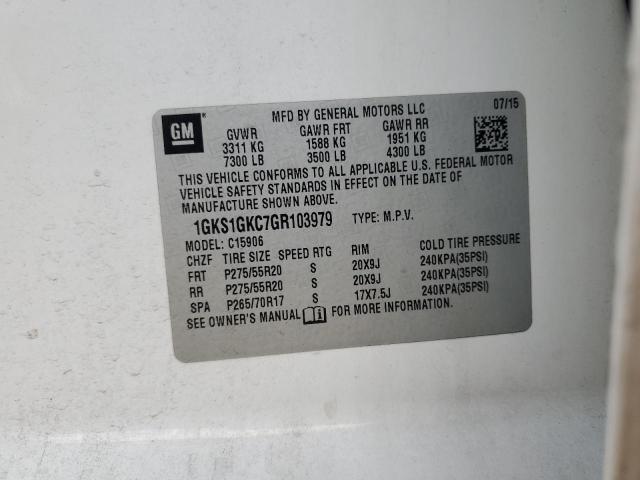 MFD BY GENERAL MOTORS LLC 07/15
GM
GVWR GAWR FRT GAWR RR
3311 KG 1588 KG 1951 KG
7300 LB 3500 LB 4300 LB
THIS VEHICLE CONFORMS TO ALL APPLICABLE U.S. FEDERAL MOTOR
VEHICLE SAFETY STANDARDS IN EFFECT ON THE DATE OF
MANUFACTURE SHOWN ABOVE.
1GKS1GKC7GR103979 TYPE: M.P.V.
MODEL: C15906
CHZF TIRE SIZE SPEED RTG RIM COLD TIRE PRESSURE
FRT P275/55R20 S 20X9J 240KPA(35PSI)
RR P275/55R20 S 20X9J 240KPA(35PSI)
SPA P265/70R17 S 17X7.5J 240KPA(35PSI)
SEE OWNER'S MANUAL FOR MORE INFORMATION.